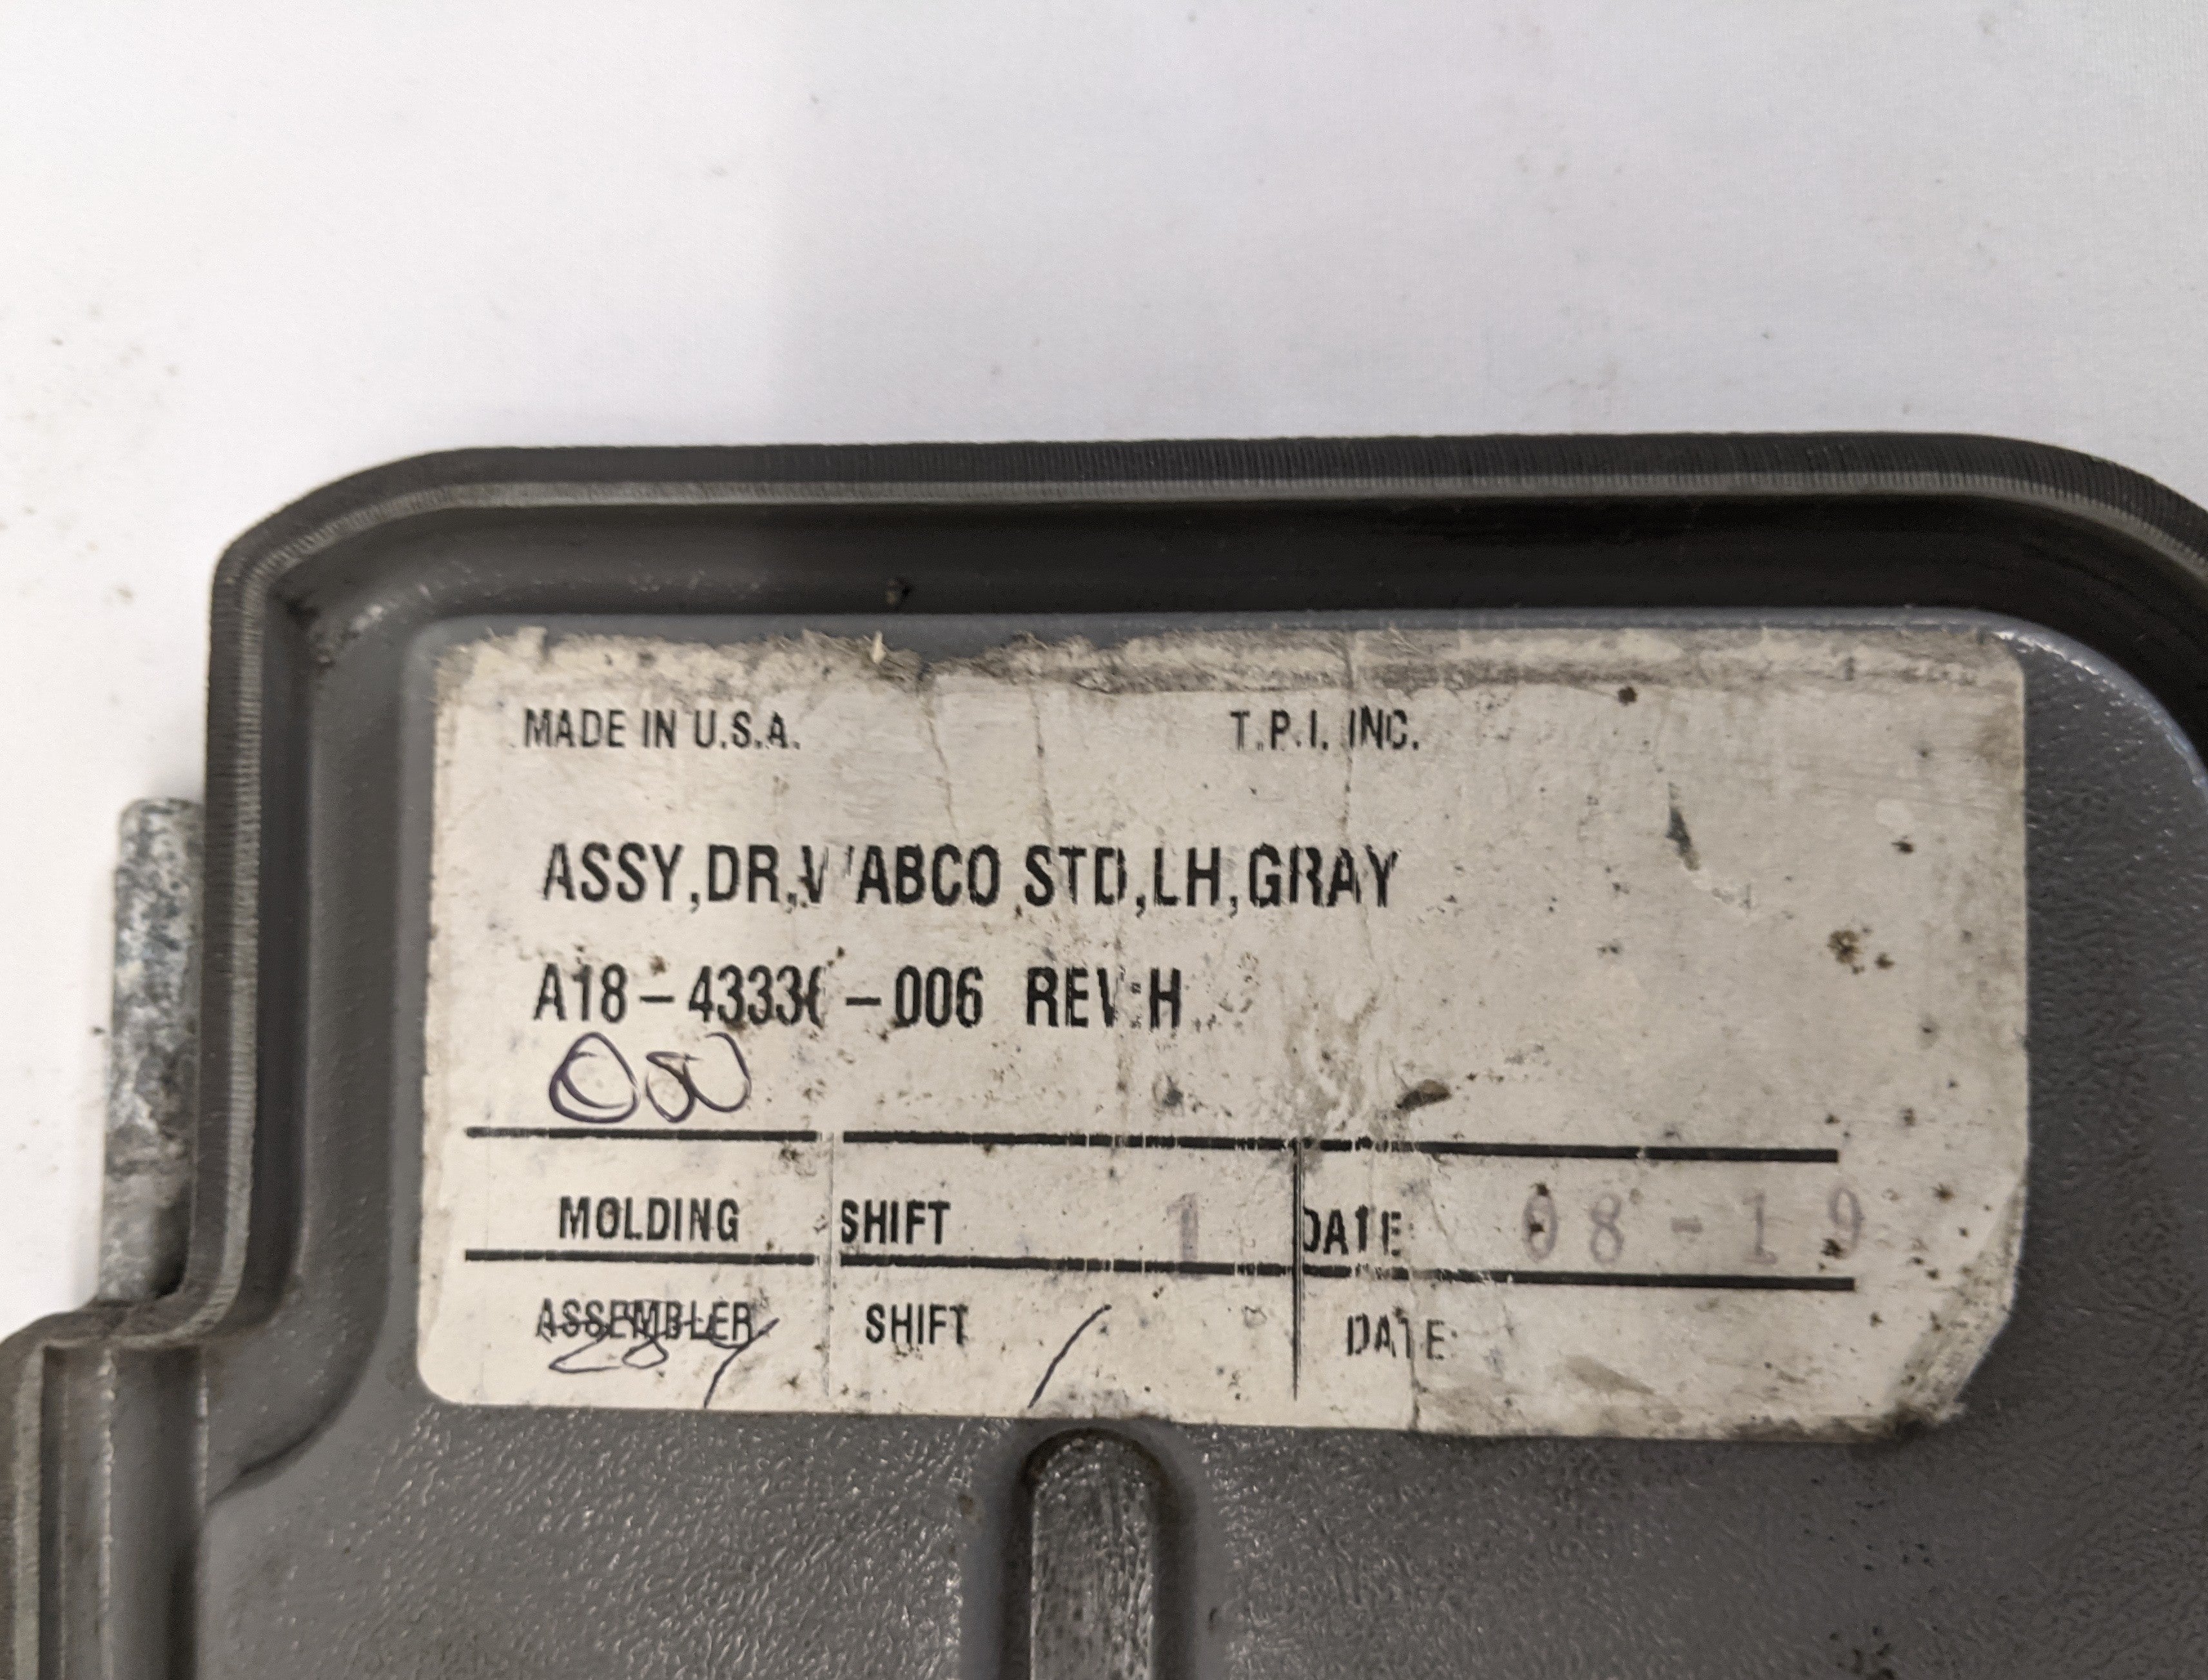 MADE IN U.S.A. T.P.I. INC.
ASSY,DR,WABCO STD,LH,GRAY
A18-43336-006 REV:H
MOLDING SHIFT 1 DATE 08-19
ASSEMBLER SHIFT / DATE